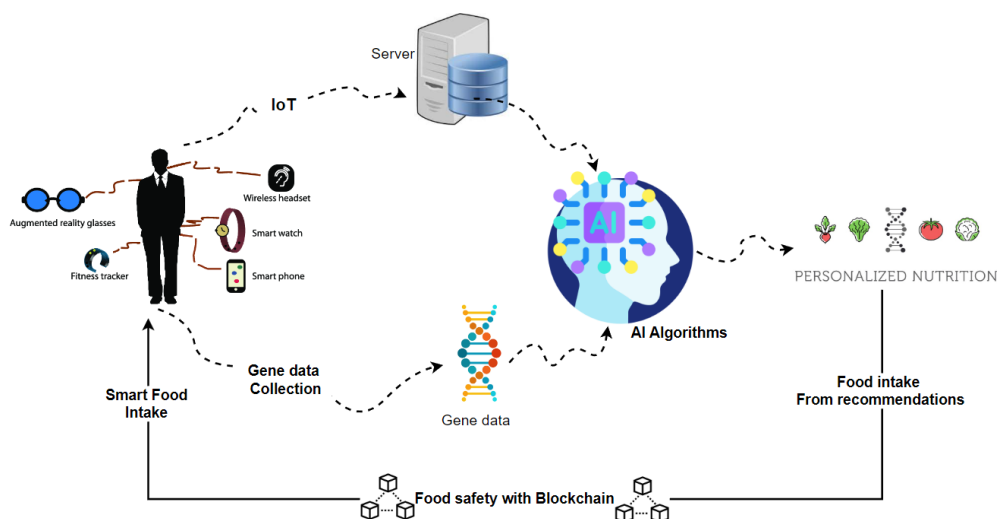 Server
IoT
Wireless headset
Augmented reality glasses
Smart watch
Fitness tracker
Smart phone
AI
PERSONALIZED NUTRITION
AI Algorithms
Gene data
Collection
Smart Food
Intake
Gene data
Food intake
From recommendations
Food safety with Blockchain